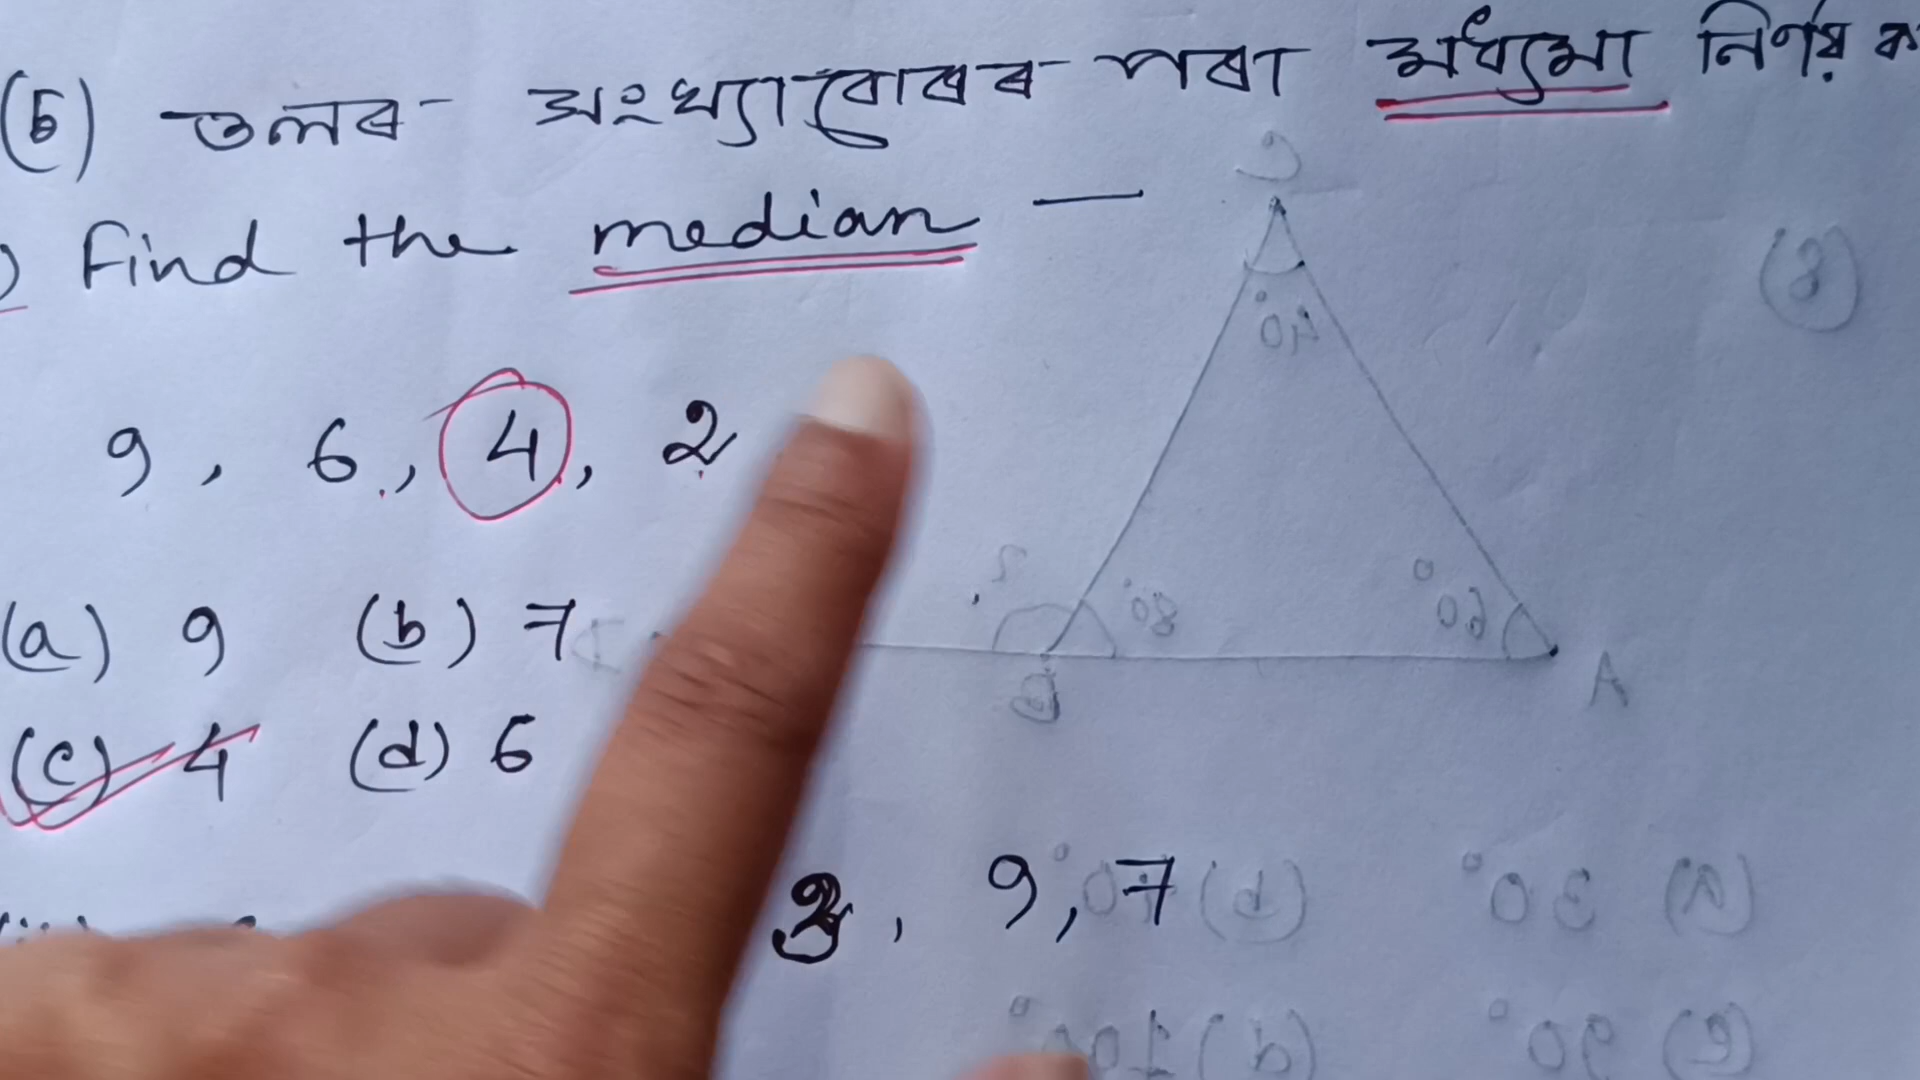 (চ) তলৰ সংখ্যাবোৰৰ পৰা মধ্যমা নিৰ্ণয় ক
) Find the median —
9, 6, 4, 2
(a) 9 (b) 7
(c) 4 (d) 6
9, 7